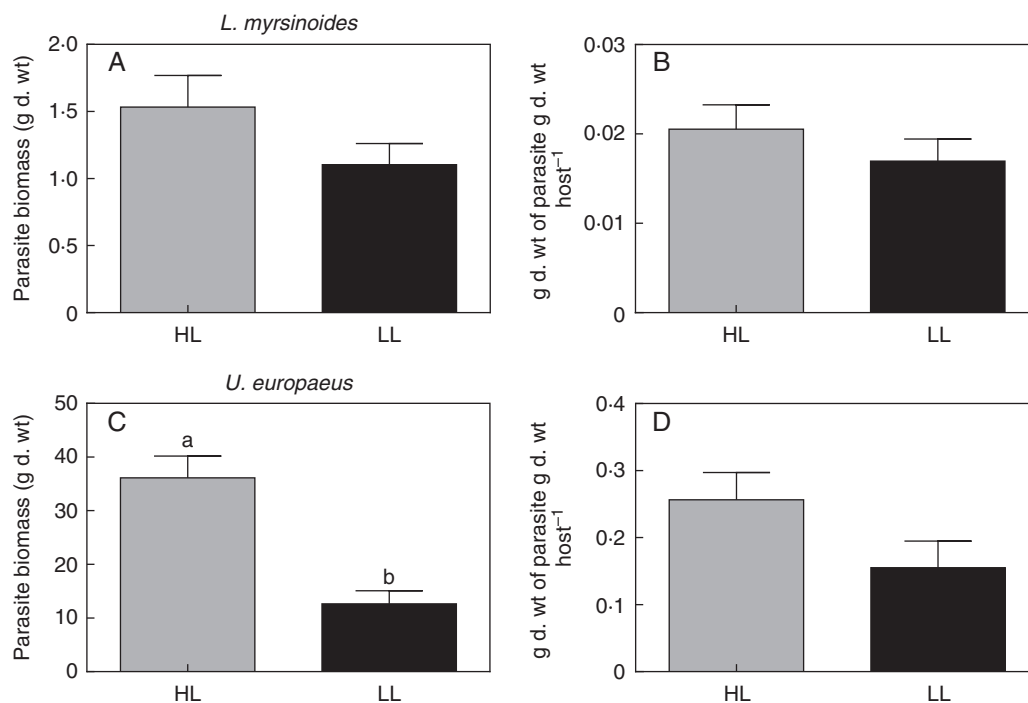 L. myrsinoides
A
Parasite biomass (g d. wt)
2·0
1·5
1·0
0·5
0
HL
LL
B
g d. wt of parasite g d. wt
host⁻¹
0·03
0·02
0·01
0
HL
LL
U. europaeus
C
Parasite biomass (g d. wt)
50
40
30
20
10
0
a
b
HL
LL
D
g d. wt of parasite g d. wt
host⁻¹
0·4
0·3
0·2
0·1
0
HL
LL